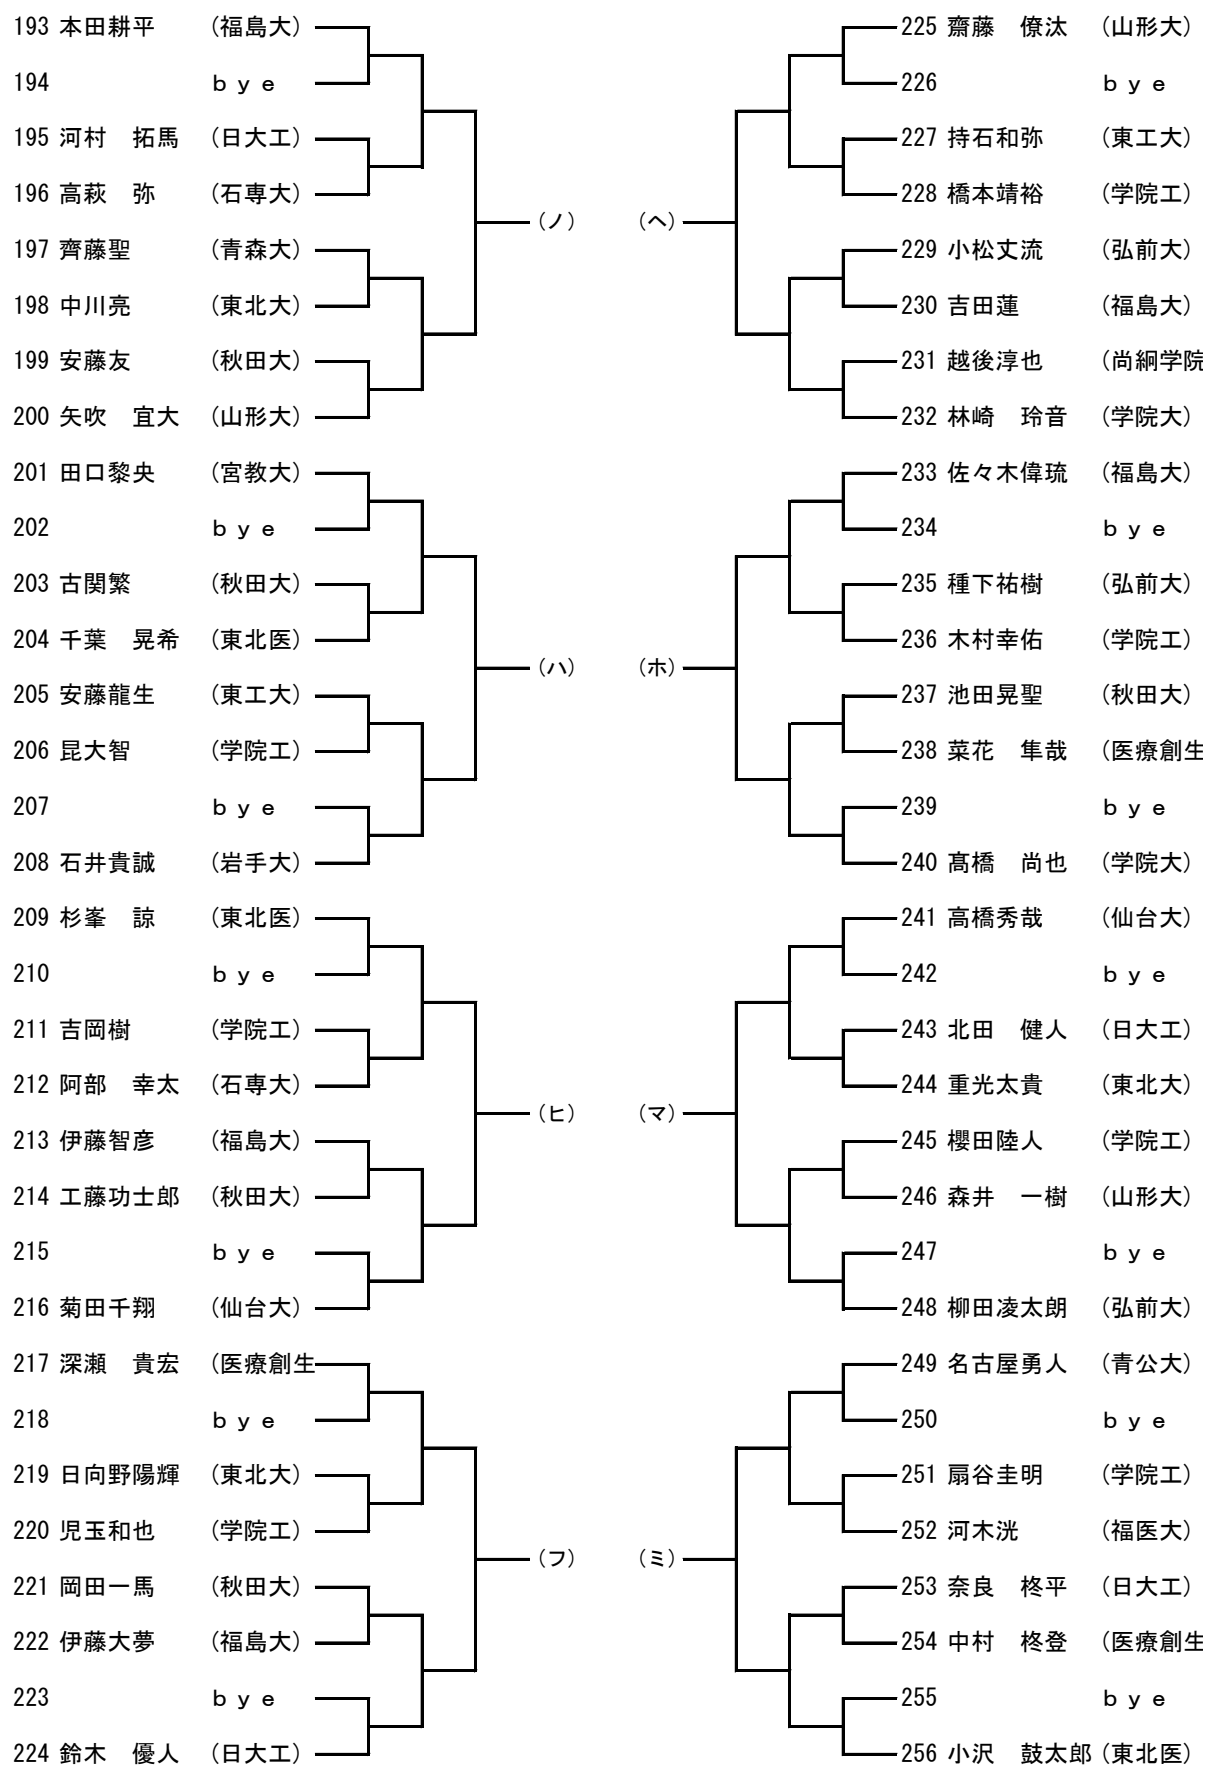 193 本田耕平　（福島大）
194　　　ｂｙｅ
195 河村　拓馬　（日大工）
196 高萩　弥　（石専大）
（ノ）
197 齊藤聖　（青森大）
198 中川亮　（東北大）
199 安藤友　（秋田大）
200 矢吹　宜大　（山形大）
201 田口黎央　（宮教大）
202　　　ｂｙｅ
203 古関繁　（秋田大）
204 千葉　晃希　（東北医）
（ハ）
205 安藤龍生　（東工大）
206 昆大智　（学院工）
207　　　ｂｙｅ
208 石井貴誠　（岩手大）
209 杉峯　諒　（東北医）
210　　　ｂｙｅ
211 吉岡樹　（学院工）
212 阿部　幸太　（石専大）
（ヒ）
213 伊藤智彦　（福島大）
214 工藤功士郎　（秋田大）
215　　　ｂｙｅ
216 菊田千翔　（仙台大）
217 深瀬　貴宏　（医療創生
218　　　ｂｙｅ
219 日向野陽輝　（東北大）
220 児玉和也　（学院工）
（フ）
221 岡田一馬　（秋田大）
222 伊藤大夢　（福島大）
223　　　ｂｙｅ
224 鈴木　優人　（日大工）
225 齋藤　僚汰　（山形大）
226　　　ｂｙｅ
227 持石和弥　（東工大）
228 橋本靖裕　（学院工）
（ヘ）
229 小松丈流　（弘前大）
230 吉田蓮　（福島大）
231 越後淳也　（尚絅学院
232 林崎　玲音　（学院大）
233 佐々木偉琉　（福島大）
234　　　ｂｙｅ
235 種下祐樹　（弘前大）
236 木村幸佑　（学院工）
（ホ）
237 池田晃聖　（秋田大）
238 菜花　隼哉　（医療創生
239　　　ｂｙｅ
240 髙橋　尚也　（学院大）
241 高橋秀哉　（仙台大）
242　　　ｂｙｅ
243 北田　健人　（日大工）
244 重光太貴　（東北大）
（マ）
245 櫻田陸人　（学院工）
246 森井　一樹　（山形大）
247　　　ｂｙｅ
248 柳田凌太朗　（弘前大）
249 名古屋勇人　（青公大）
250　　　ｂｙｅ
251 扇谷圭明　（学院工）
252 河木洸　（福医大）
（ミ）
253 奈良　柊平　（日大工）
254 中村　柊登　（医療創生
255　　　ｂｙｅ
256 小沢　鼓太郎（東北医）